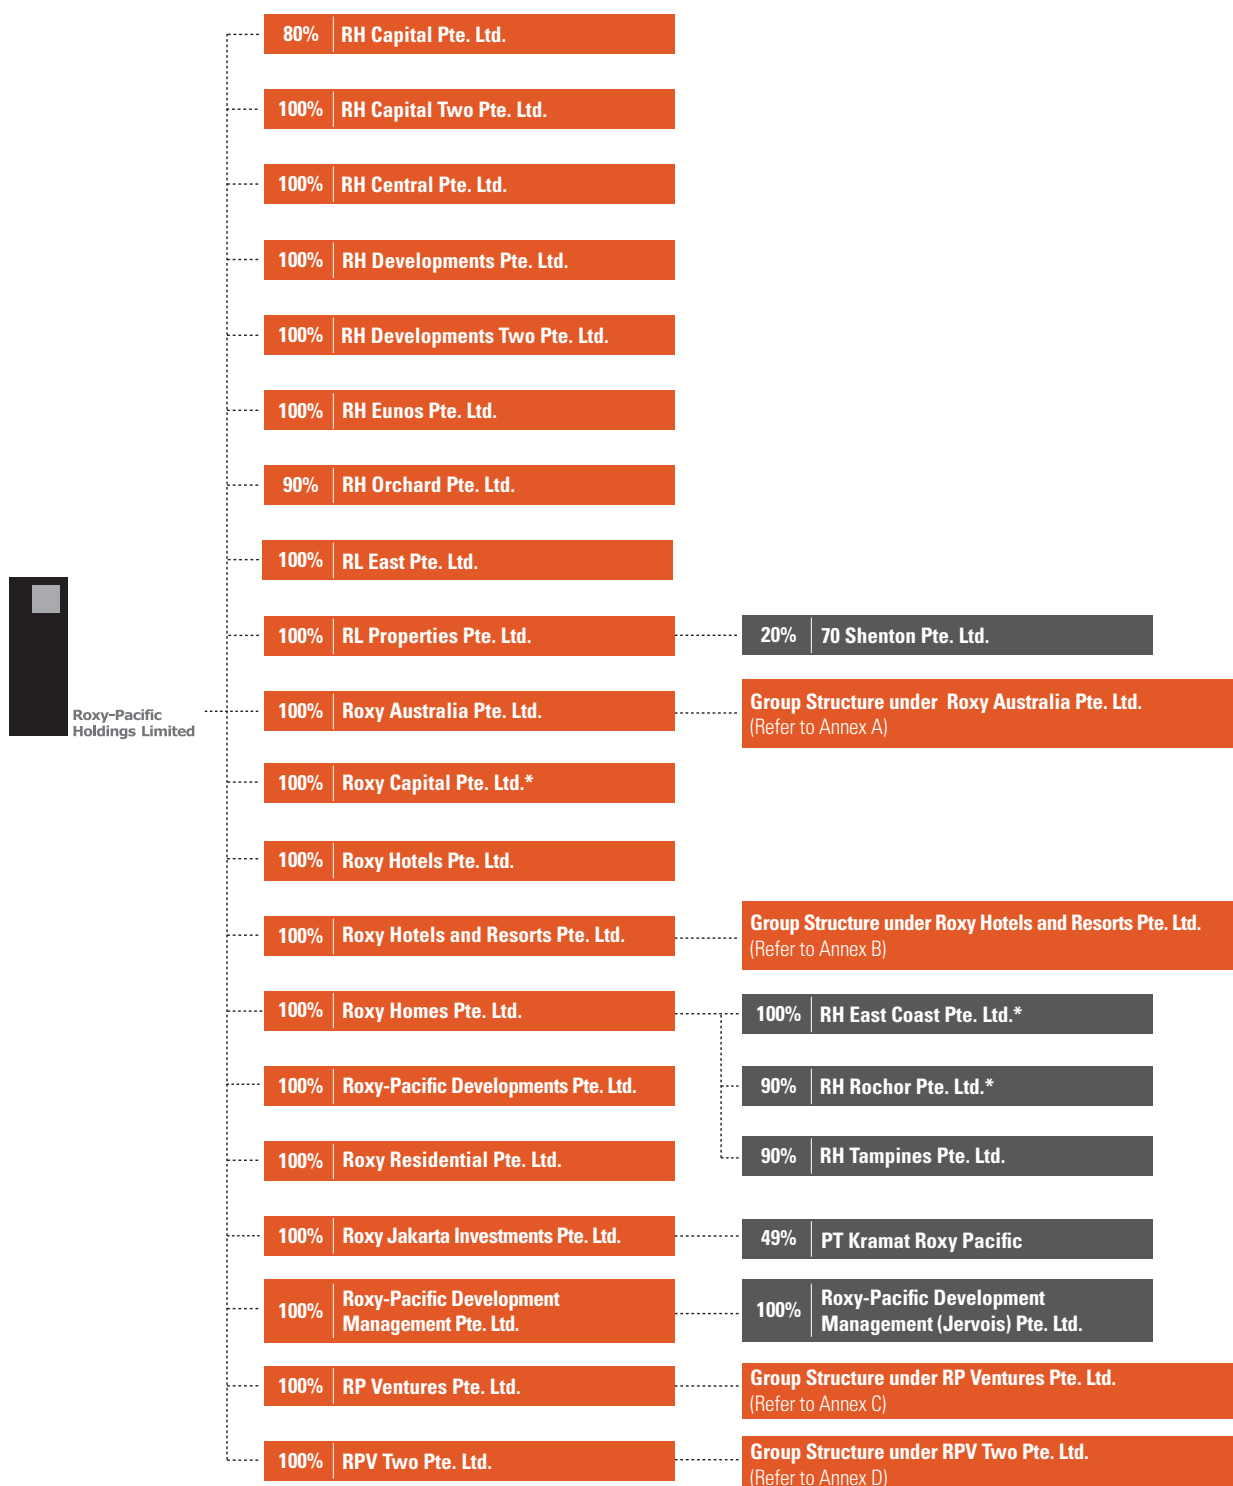 80% RH Capital Pte. Ltd.
100% RH Capital Two Pte. Ltd.
100% RH Central Pte. Ltd.
100% RH Developments Pte. Ltd.
100% RH Developments Two Pte. Ltd.
100% RH Eunos Pte. Ltd.
90% RH Orchard Pte. Ltd.
100% RL East Pte. Ltd.
100% RL Properties Pte. Ltd.
20% 70 Shenton Pte. Ltd.
Roxy-Pacific
Holdings Limited
100% Roxy Australia Pte. Ltd.
Group Structure under Roxy Australia Pte. Ltd.
(Refer to Annex A)
100% Roxy Capital Pte. Ltd.*
100% Roxy Hotels Pte. Ltd.
100% Roxy Hotels and Resorts Pte. Ltd.
Group Structure under Roxy Hotels and Resorts Pte. Ltd.
(Refer to Annex B)
100% Roxy Homes Pte. Ltd.
100% RH East Coast Pte. Ltd.*
100% Roxy-Pacific Developments Pte. Ltd.
90% RH Rochor Pte. Ltd.*
100% Roxy Residential Pte. Ltd.
90% RH Tampines Pte. Ltd.
100% Roxy Jakarta Investments Pte. Ltd.
49% PT Kramat Roxy Pacific
100% Roxy-Pacific Development
Management Pte. Ltd.
100% Roxy-Pacific Development
Management (Jervois) Pte. Ltd.
100% RP Ventures Pte. Ltd.
Group Structure under RP Ventures Pte. Ltd.
(Refer to Annex C)
100% RPV Two Pte. Ltd.
Group Structure under RPV Two Pte. Ltd.
(Refer to Annex D)